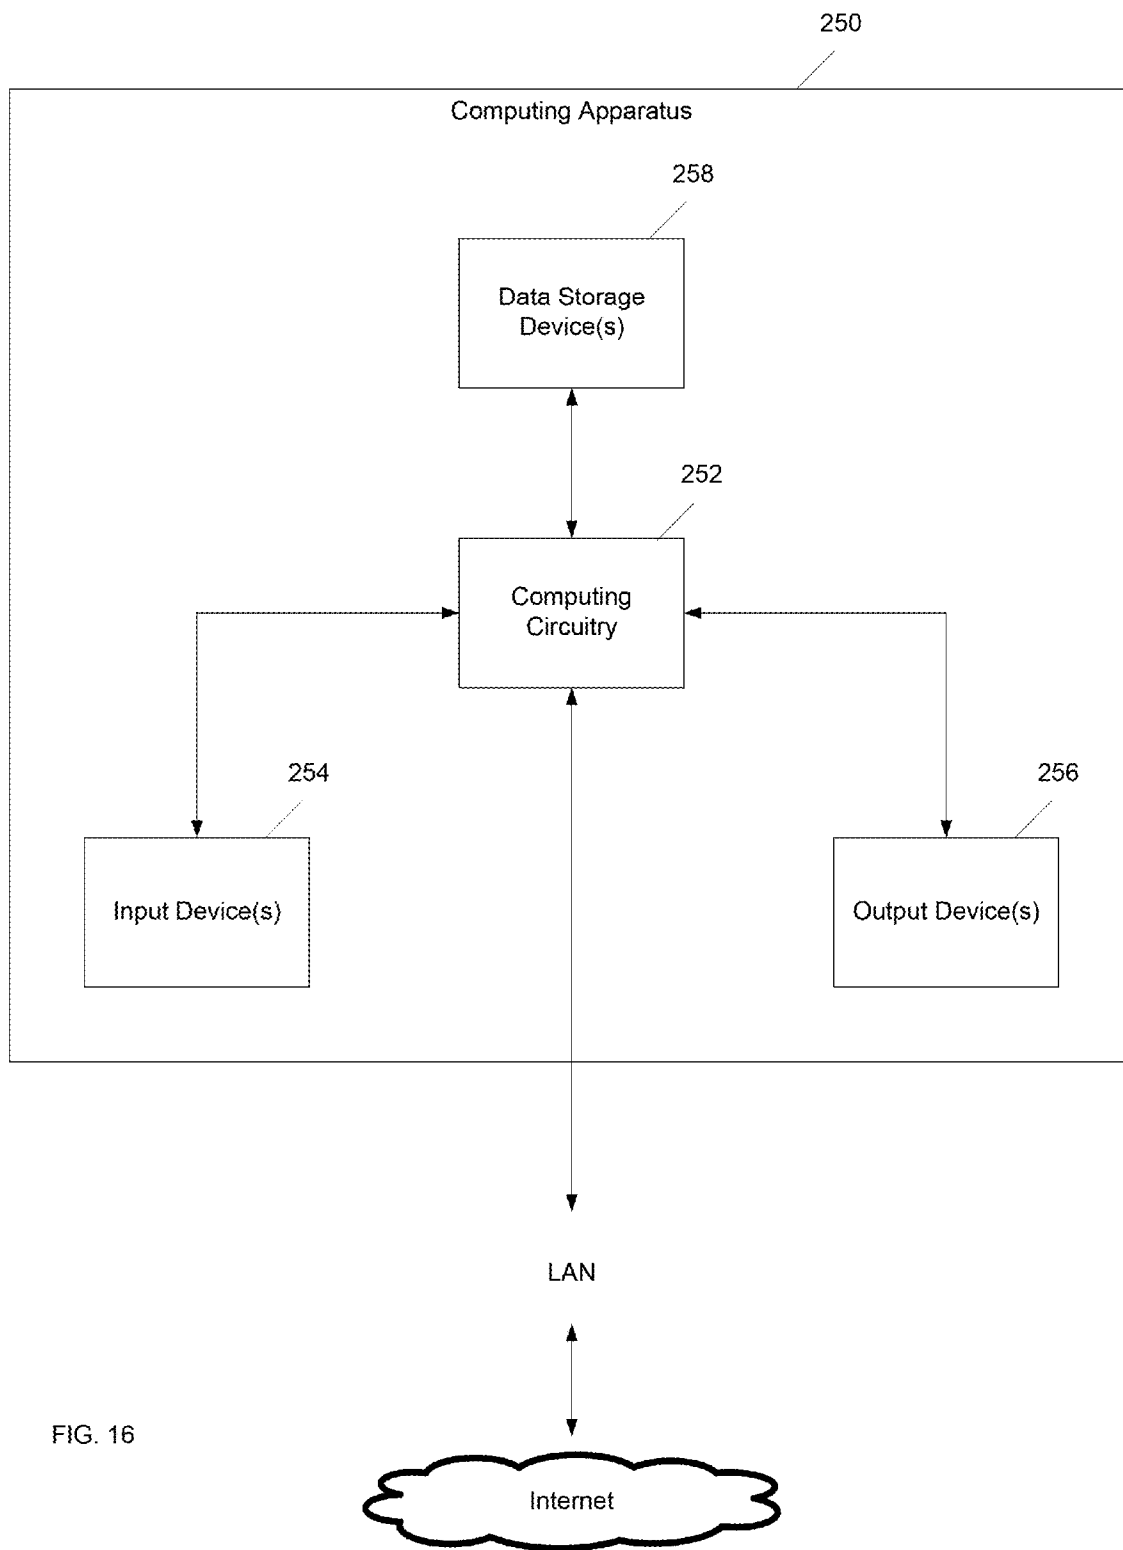 250
Computing Apparatus
258
Data Storage
Device(s)
252
Computing
Circuitry
254
256
Input Device(s)
Output Device(s)
LAN
FIG. 16
Internet